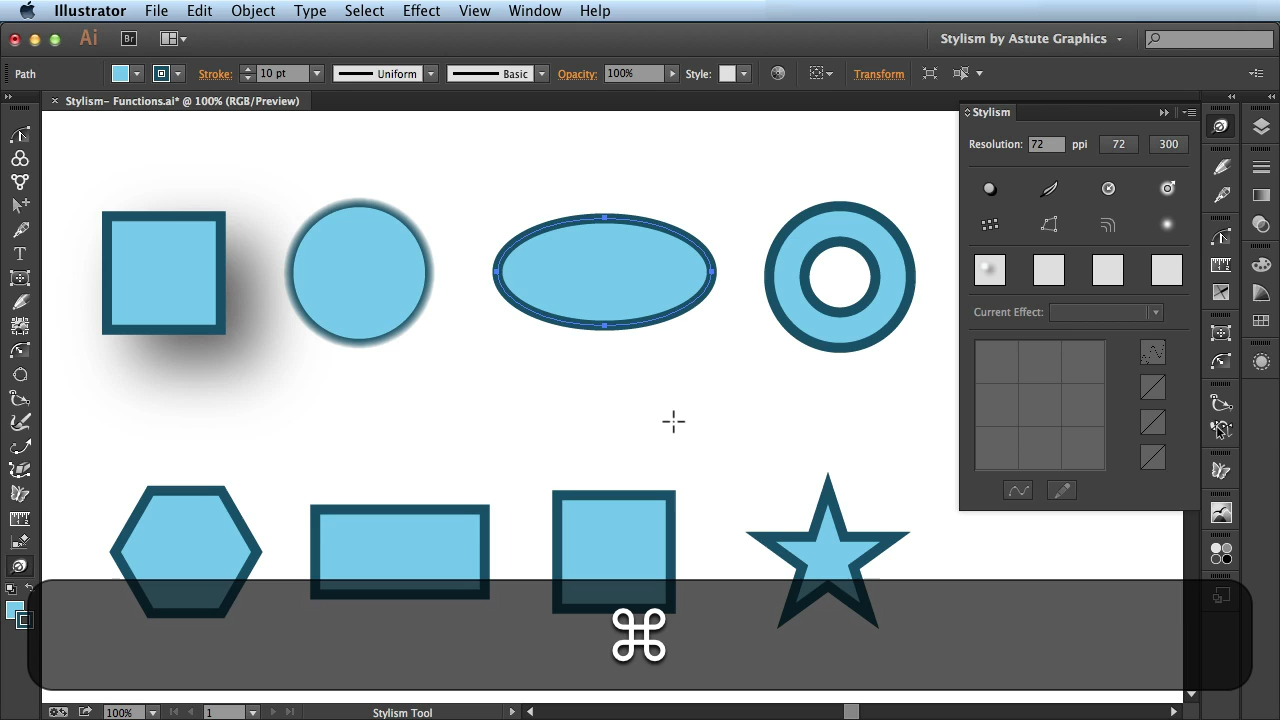 Illustrator File Edit Object Type Select Effect View Window Help
Ai Br Stylism by Astute Graphics
Path Stroke: 10 pt Uniform Basic Opacity: 100% Style: Transform
× Stylism- Functions.ai* @ 100% (RGB/Preview)
Stylism
Resolution: 72 ppi 72 300
Current Effect:
T
⌘
100% 1 Stylism Tool